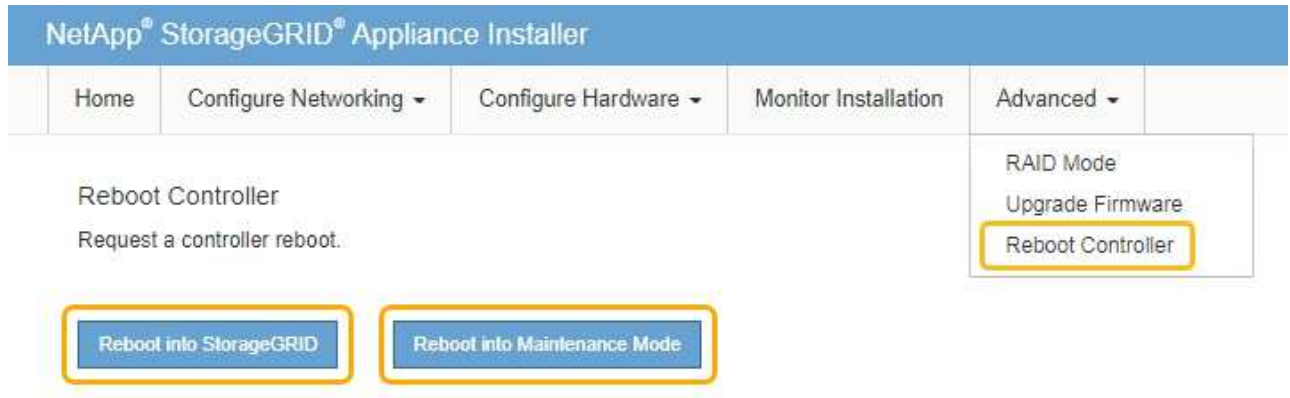 NetApp® StorageGRID® Appliance Installer
Home Configure Networking Configure Hardware Monitor Installation Advanced
RAID Mode
Upgrade Firmware
Reboot Controller
Reboot Controller
Request a controller reboot.
Reboot into StorageGRID Reboot into Maintenance Mode